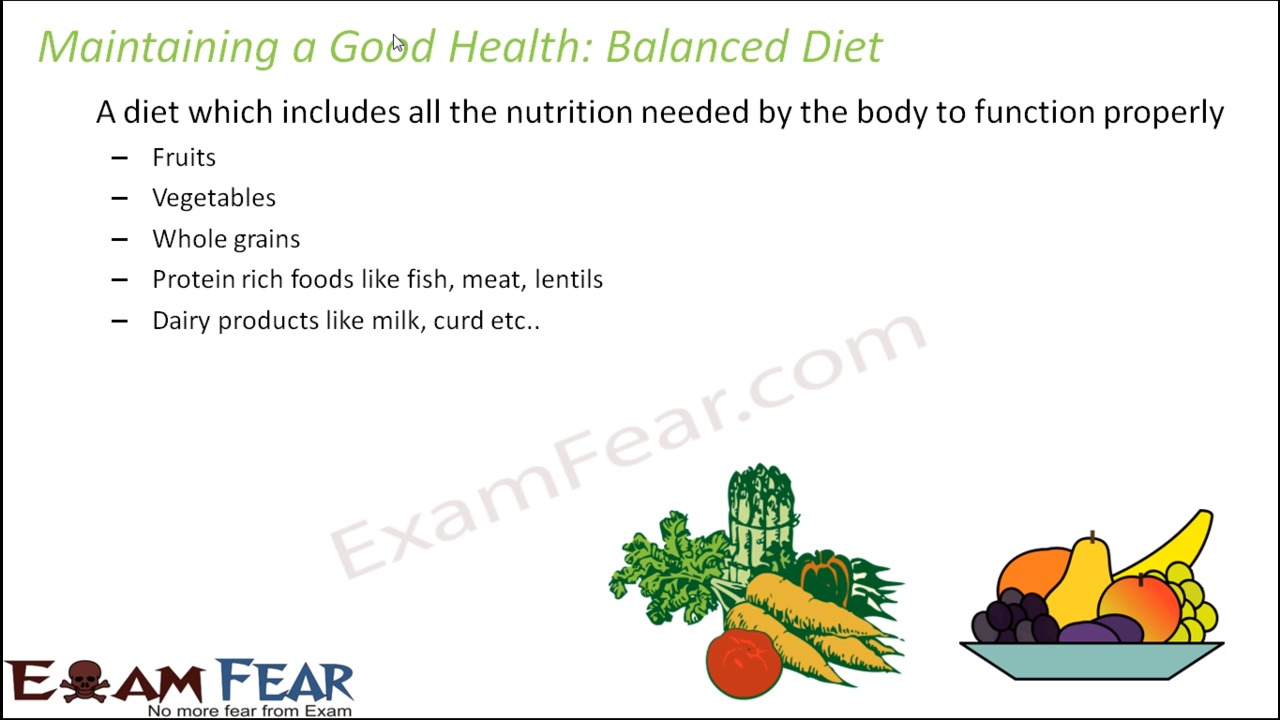 Maintaining a Good Health: Balanced Diet
A diet which includes all the nutrition needed by the body to function properly
– Fruits
– Vegetables
– Whole grains
– Protein rich foods like fish, meat, lentils
– Dairy products like milk, curd etc..
ExamFear.com
EXAM FEAR
No more fear from Exam